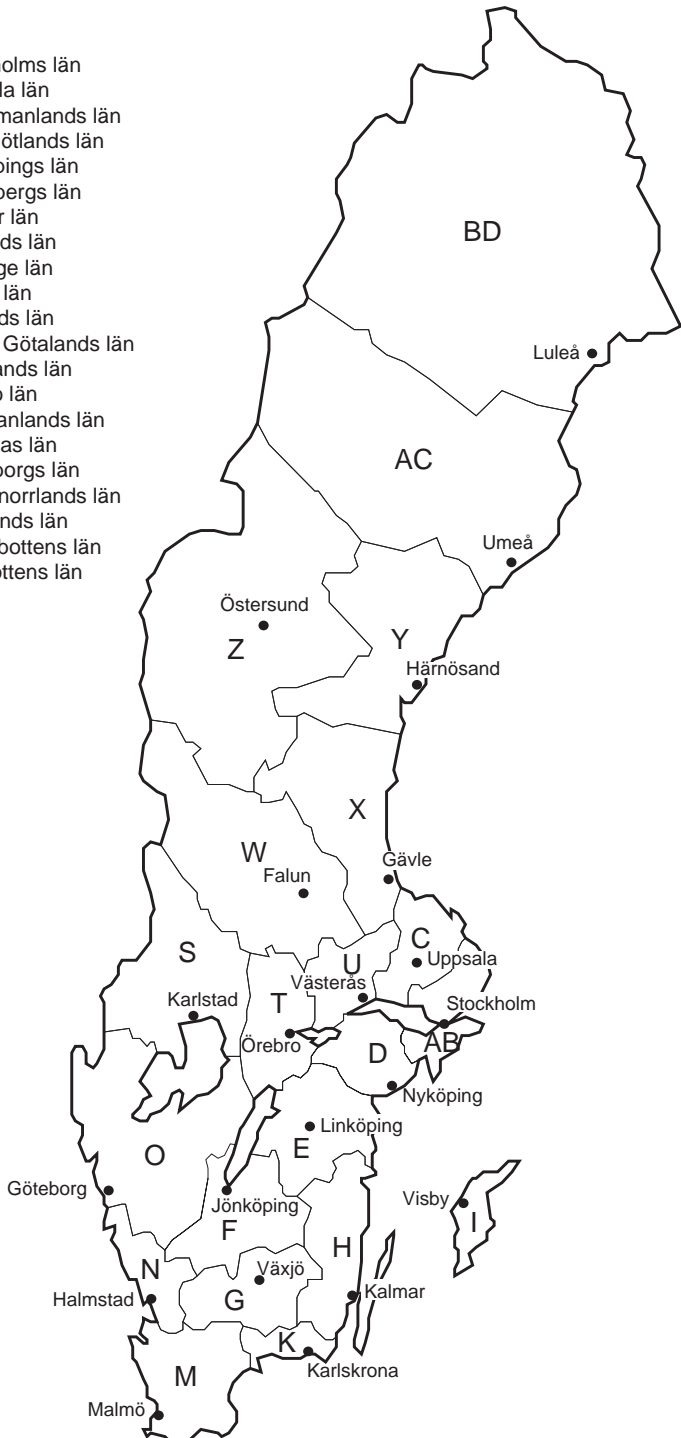 holms län
la län
manlands län
ötlands län
pings län
bergs län
r län
ds län
ge län
län
ds län
Götalands län
ands län
o län
anlands län
as län
borgs län
norrlands län
nds län
bottens län
ottens län
BD
Luleå
AC
Umeå
Östersund
Z
Y
Härnösand
X
W
Falun
Gävle
S
U
C
Uppsala
Västerås
Karlstad
T
Stockholm
Örebro
AB
D
Nyköping
Linköping
E
O
Göteborg
Jönköping
Visby
F
I
H
N
Växjö
Halmstad
G
Kalmar
K
Karlskrona
M
Malmö